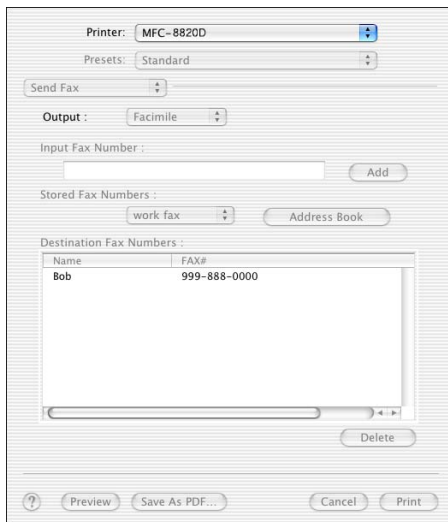 Printer: MFC-8820D
Presets: Standard
Send Fax
Output : Facimile
Input Fax Number :
Add
Stored Fax Numbers :
work fax Address Book
Destination Fax Numbers :
Name FAX#
Bob 999-888-0000
Delete
? Preview Save As PDF... Cancel Print